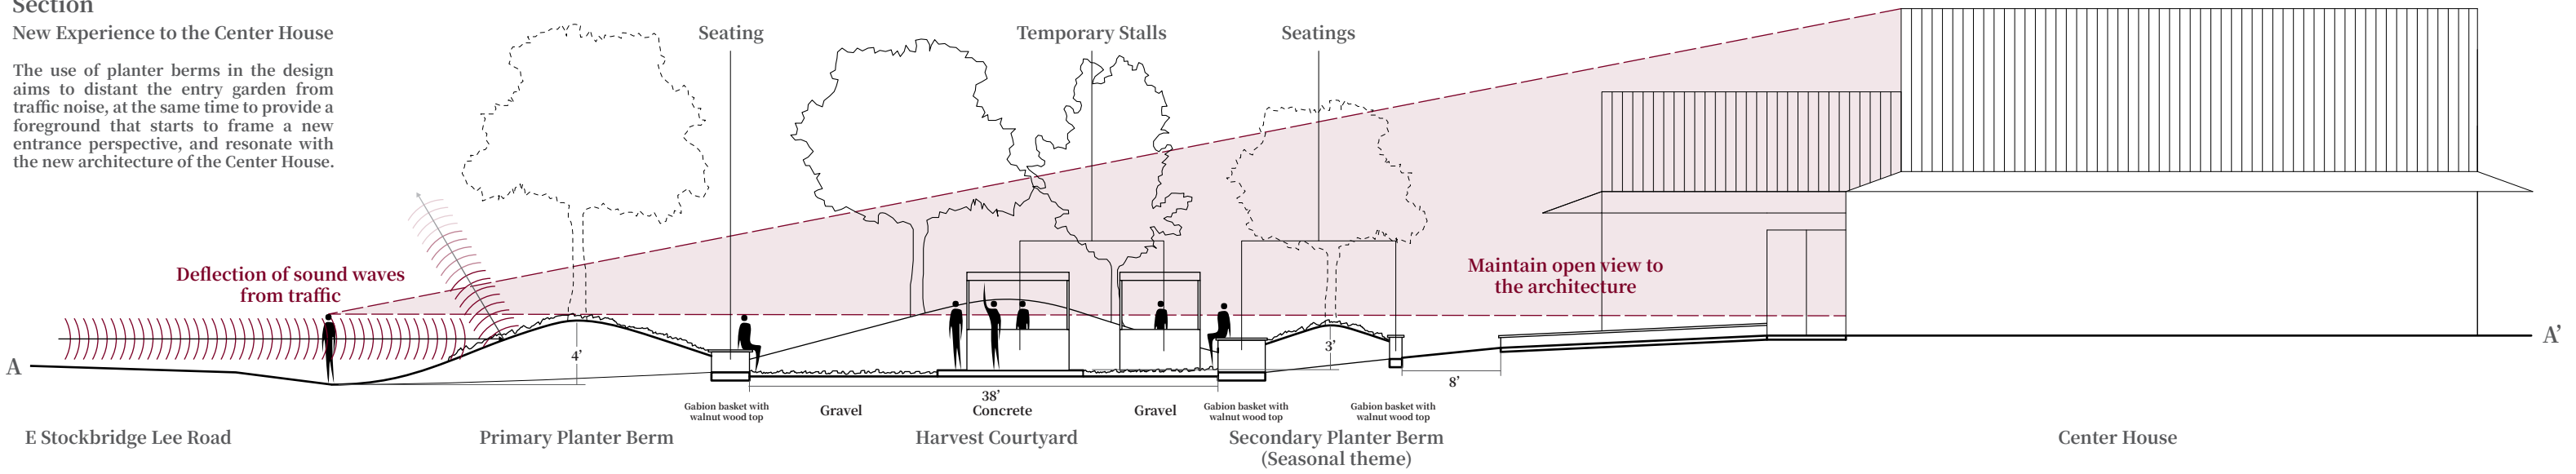 Section
New Experience to the Center House
The use of planter berms in the design
aims to distant the entry garden from
traffic noise, at the same time to provide a
foreground that starts to frame a new
entrance perspective, and resonate with
the new architecture of the Center House.
Seating
Temporary Stalls
Seatings
Deflection of sound waves
from traffic
Maintain open view to
the architecture
A
A’
4’
3’
8’
38’
Gabion basket with
walnut wood top
Gravel
Concrete
Gravel
Gabion basket with
walnut wood top
Gabion basket with
walnut wood top
E Stockbridge Lee Road
Primary Planter Berm
Harvest Courtyard
Secondary Planter Berm
(Seasonal theme)
Center House